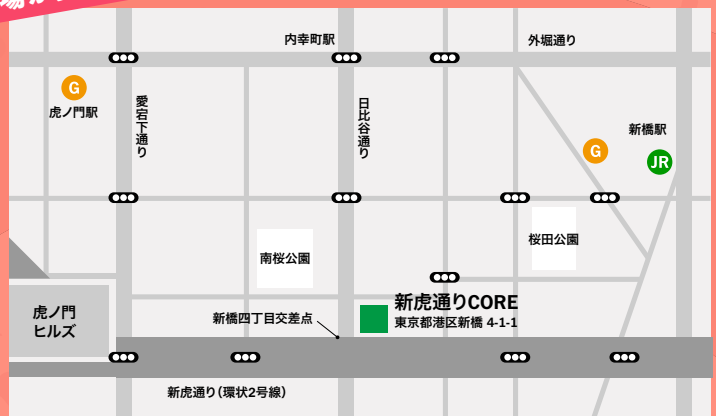 場が
内幸町駅
外堀通り
G
虎ノ門駅
愛宕下通り
日比谷通り
新橋駅
G
JR
桜田公園
南桜公園
新虎通りCORE
東京都港区新橋 4-1-1
虎ノ門
ヒルズ
新橋四丁目交差点
新虎通り(環状2号線)